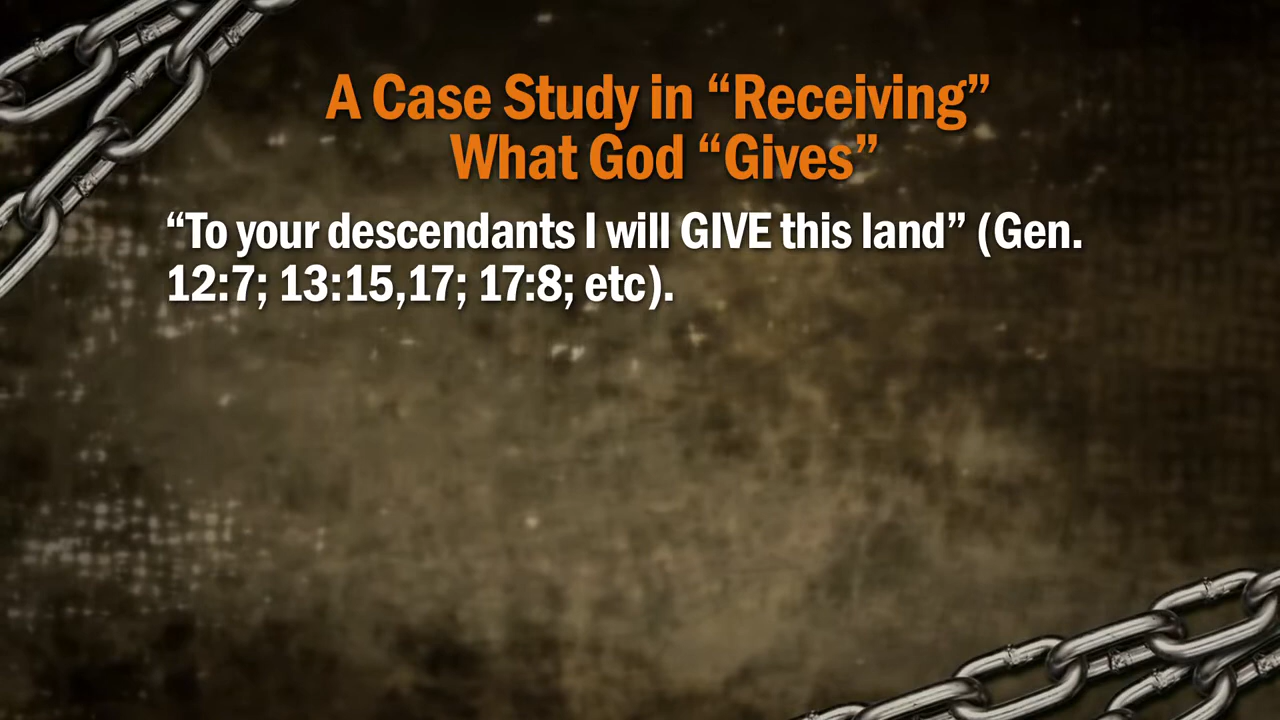 A Case Study in “Receiving”
What God “Gives”
“To your descendants I will GIVE this land” (Gen.
12:7; 13:15,17; 17:8; etc).